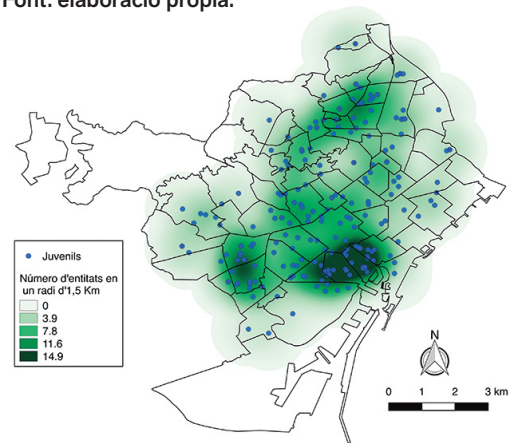 Font: elaboració pròpia.
Juvenils
Número d'entitats en
un radi d'1,5 Km
0
3.9
7.8
11.6
14.9
N
0 1 2 3 km